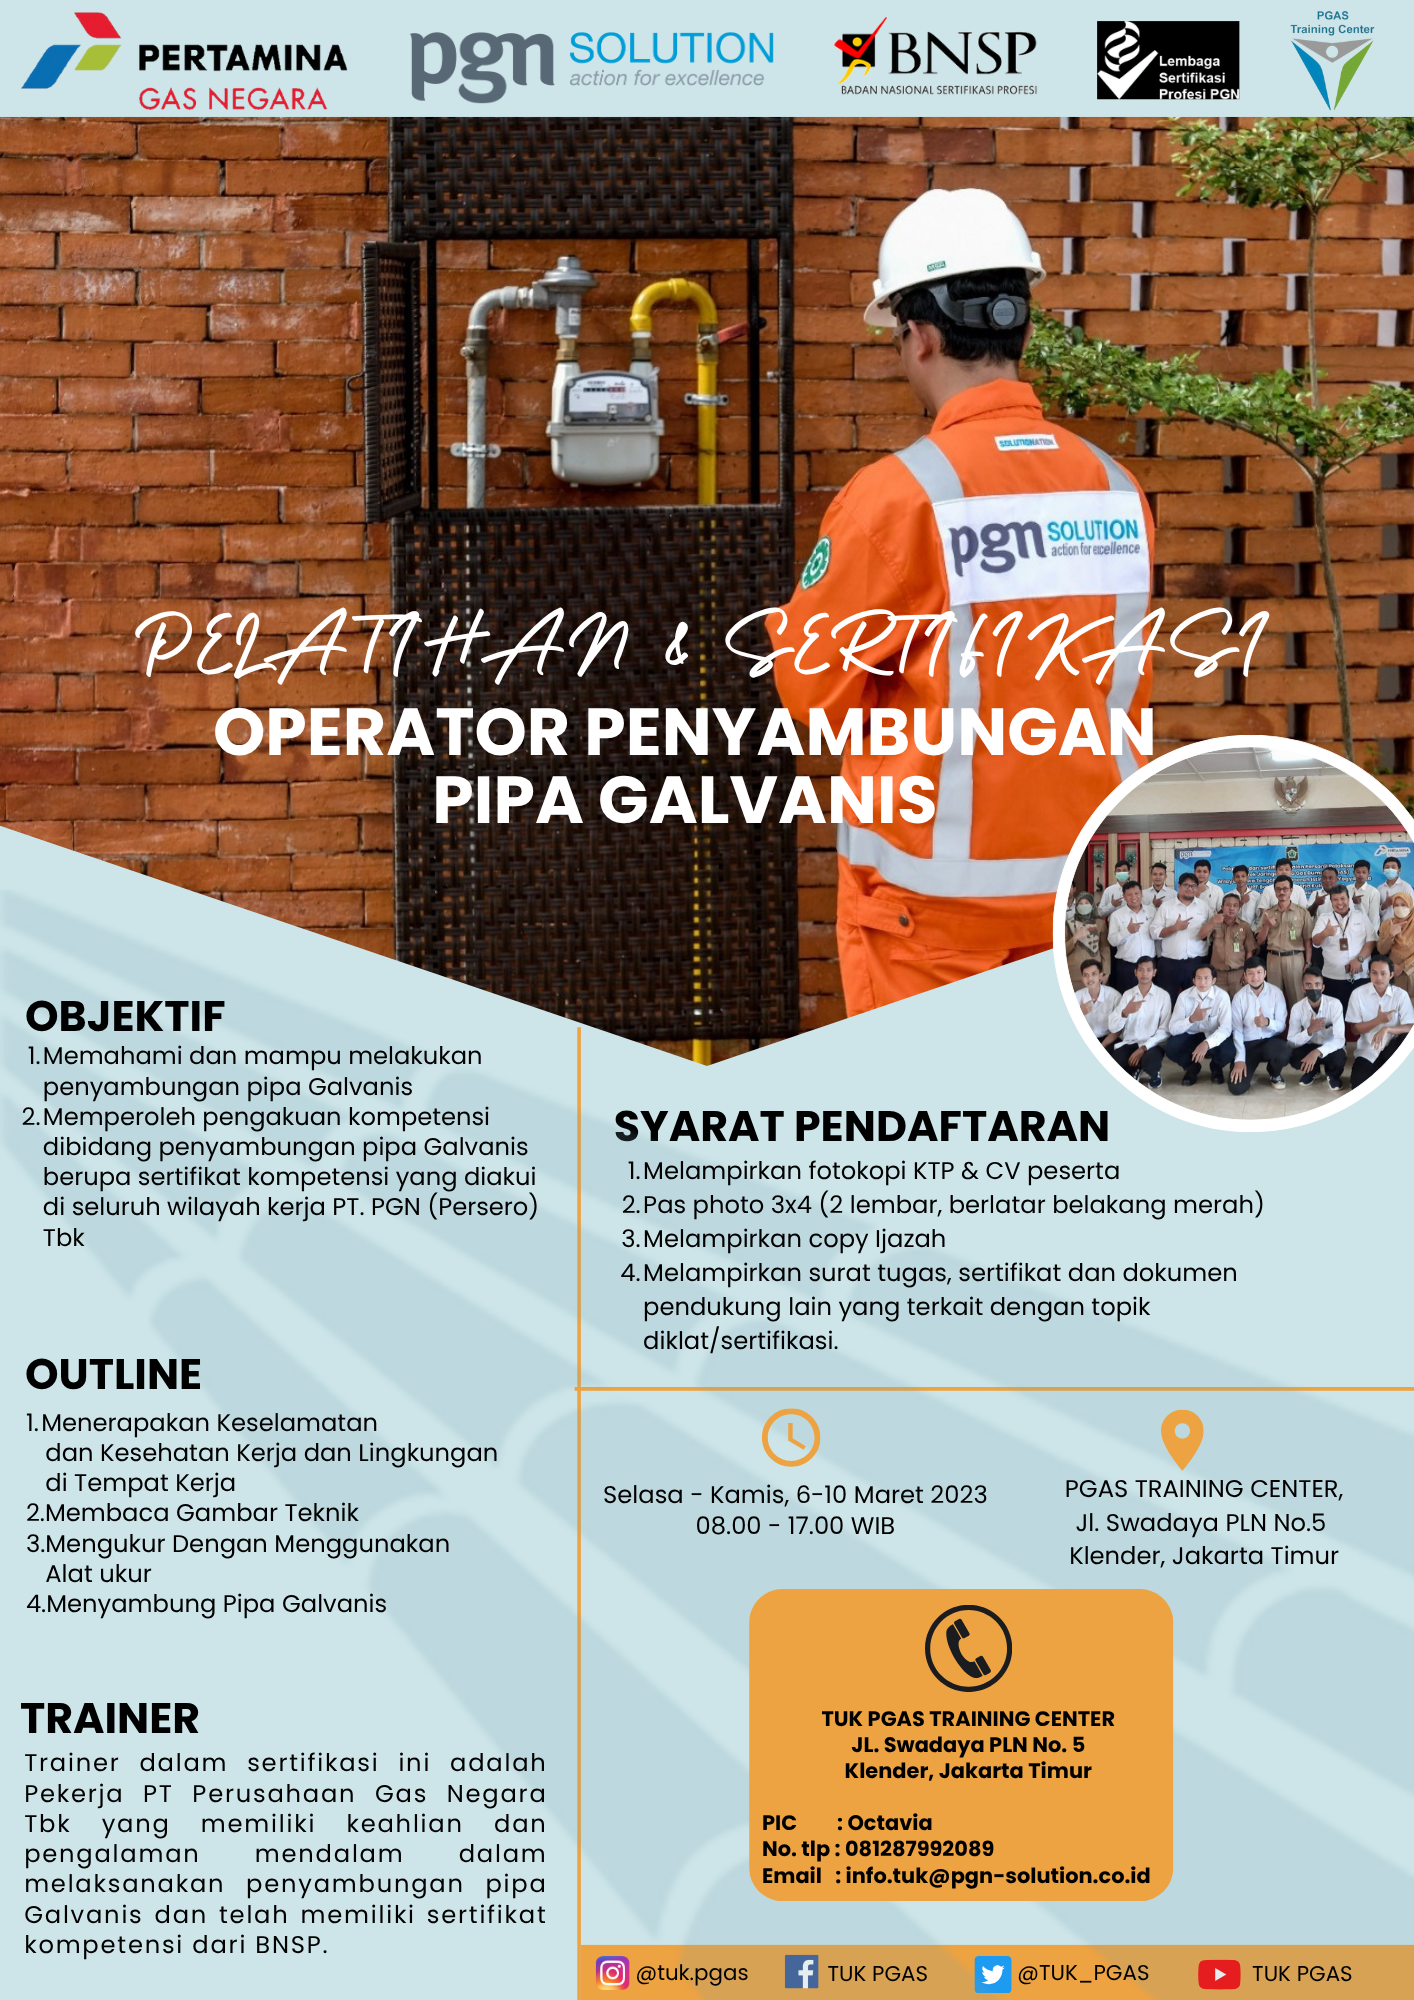 PERTAMINA
GAS NEGARA
pgn SOLUTION
action for excellence
BNSP
BADAN NASIONAL SERTIFIKASI PROFESI
Lembaga
Sertifikasi
Profesi PGN
PGAS
Training Center
SOLUTIONATION
pgn SOLUTION
action for excellence
PELATIHAN & SERTIFIKASI
OPERATOR PENYAMBUNGAN
PIPA GALVANIS
OBJEKTIF
1. Memahami dan mampu melakukan
penyambungan pipa Galvanis
2. Memperoleh pengakuan kompetensi
dibidang penyambungan pipa Galvanis
berupa sertifikat kompetensi yang diakui
di seluruh wilayah kerja PT. PGN (Persero)
Tbk
OUTLINE
1. Menerapakan Keselamatan
dan Kesehatan Kerja dan Lingkungan
di Tempat Kerja
2.Membaca Gambar Teknik
3.Mengukur Dengan Menggunakan
Alat ukur
4.Menyambung Pipa Galvanis
TRAINER
Trainer dalam sertifikasi ini adalah
Pekerja PT Perusahaan Gas Negara
Tbk yang memiliki keahlian dan
pengalaman mendalam dalam
melaksanakan penyambungan pipa
Galvanis dan telah memiliki sertifikat
kompetensi dari BNSP.
SYARAT PENDAFTARAN
1. Melampirkan fotokopi KTP & CV peserta
2. Pas photo 3x4 (2 lembar, berlatar belakang merah)
3. Melampirkan copy Ijazah
4. Melampirkan surat tugas, sertifikat dan dokumen
pendukung lain yang terkait dengan topik
diklat/sertifikasi.
Selasa - Kamis, 6-10 Maret 2023
08.00 - 17.00 WIB
PGAS TRAINING CENTER,
Jl. Swadaya PLN No.5
Klender, Jakarta Timur
TUK PGAS TRAINING CENTER
JL. Swadaya PLN No. 5
Klender, Jakarta Timur
PIC : Octavia
No. tlp : 081287992089
Email : info.tuk@pgn-solution.co.id
@tuk.pgas
TUK PGAS
@TUK_PGAS
TUK PGAS